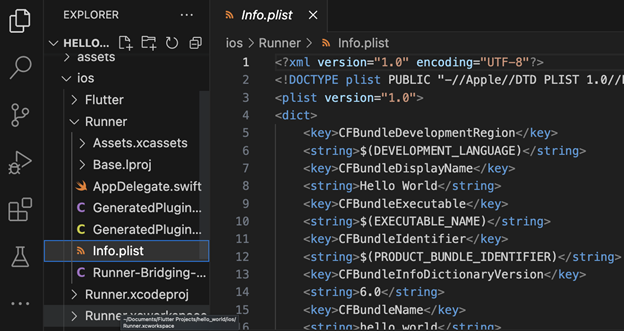 EXPLORER
HELLO...
assets
ios
Flutter
Runner
Assets.xcassets
Base.lproj
AppDelegate.swift
GeneratedPlugin...
GeneratedPlugin...
Info.plist
Runner-Bridging-...
Runner.xcodeproj
Runner.xcworkspace
~/Documents/Flutter Projects/hello_world/ios/
Runner.xcworkspace
Info.plist
ios > Runner > Info.plist
1 <?xml version="1.0" encoding="UTF-8"?>
2 <!DOCTYPE plist PUBLIC "-//Apple//DTD PLIST 1.0//
3 <plist version="1.0">
4 <dict>
5 <key>CFBundleDevelopmentRegion</key>
6 <string>$(DEVELOPMENT_LANGUAGE)</string>
7 <key>CFBundleDisplayName</key>
8 <string>Hello World</string>
9 <key>CFBundleExecutable</key>
10 <string>$(EXECUTABLE_NAME)</string>
11 <key>CFBundleIdentifier</key>
12 <string>$(PRODUCT_BUNDLE_IDENTIFIER)</string>
13 <key>CFBundleInfoDictionaryVersion</key>
14 <string>6.0</string>
15 <key>CFBundleName</key>
16 <string>hello_world</string>